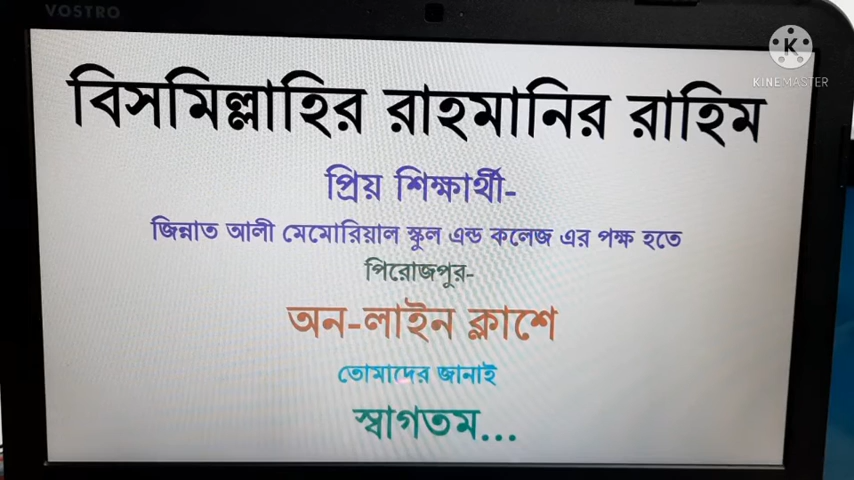 VOSTRO
KINEMASTER
বিসমিল্লাহির রাহমানির রাহিম
প্রিয় শিক্ষার্থী-
জিন্নাত আলী মেমোরিয়াল স্কুল এন্ড কলেজ এর পক্ষ হতে
পিরোজপুর-
অন-লাইন ক্লাশে
তোমাদের জানাই
স্বাগতম...